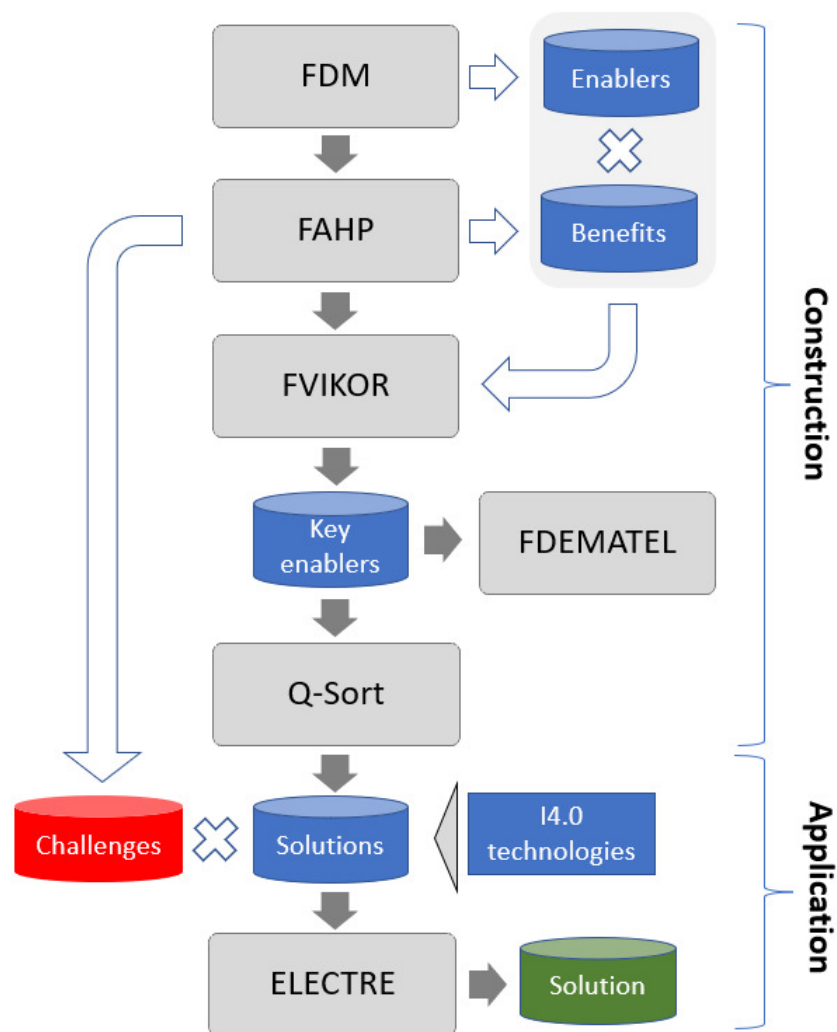 FDM
Enablers
FAHP
Benefits
FVIKOR
Construction
Key
enablers
FDEMATEL
Q-Sort
Challenges
Solutions
I4.0
technologies
Application
ELECTRE
Solution